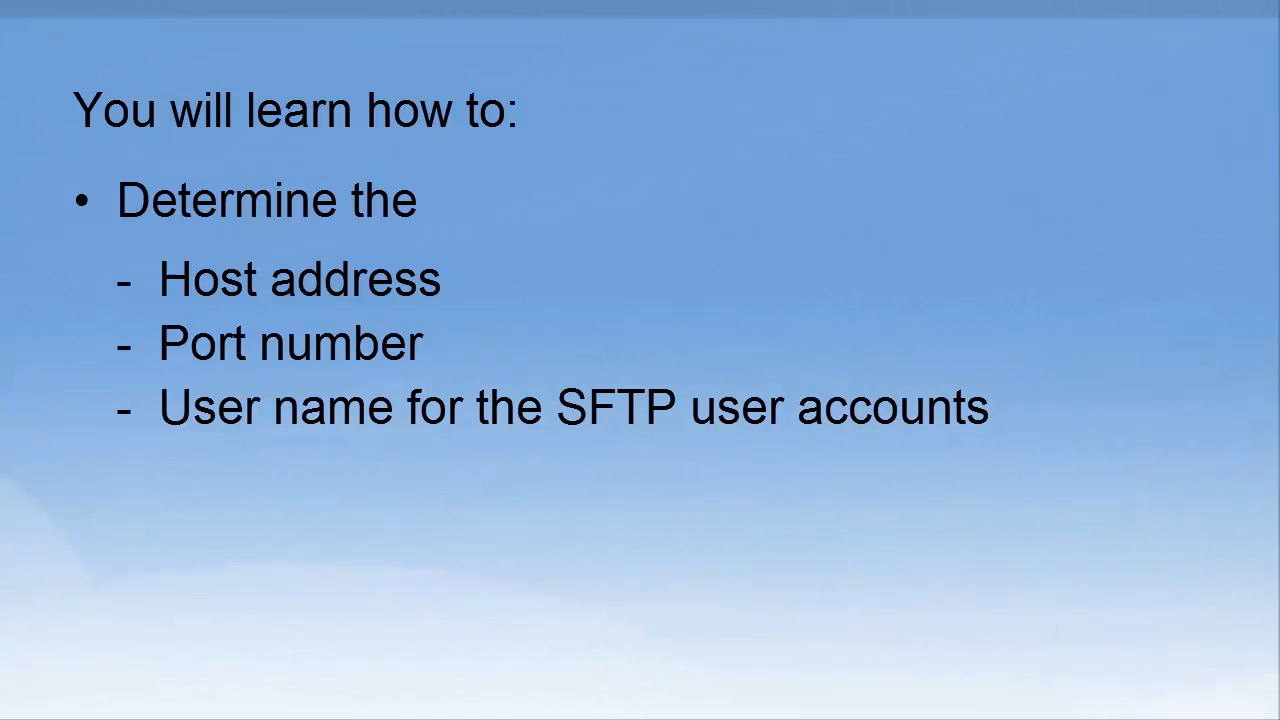 You will learn how to:
• Determine the
- Host address
- Port number
- User name for the SFTP user accounts